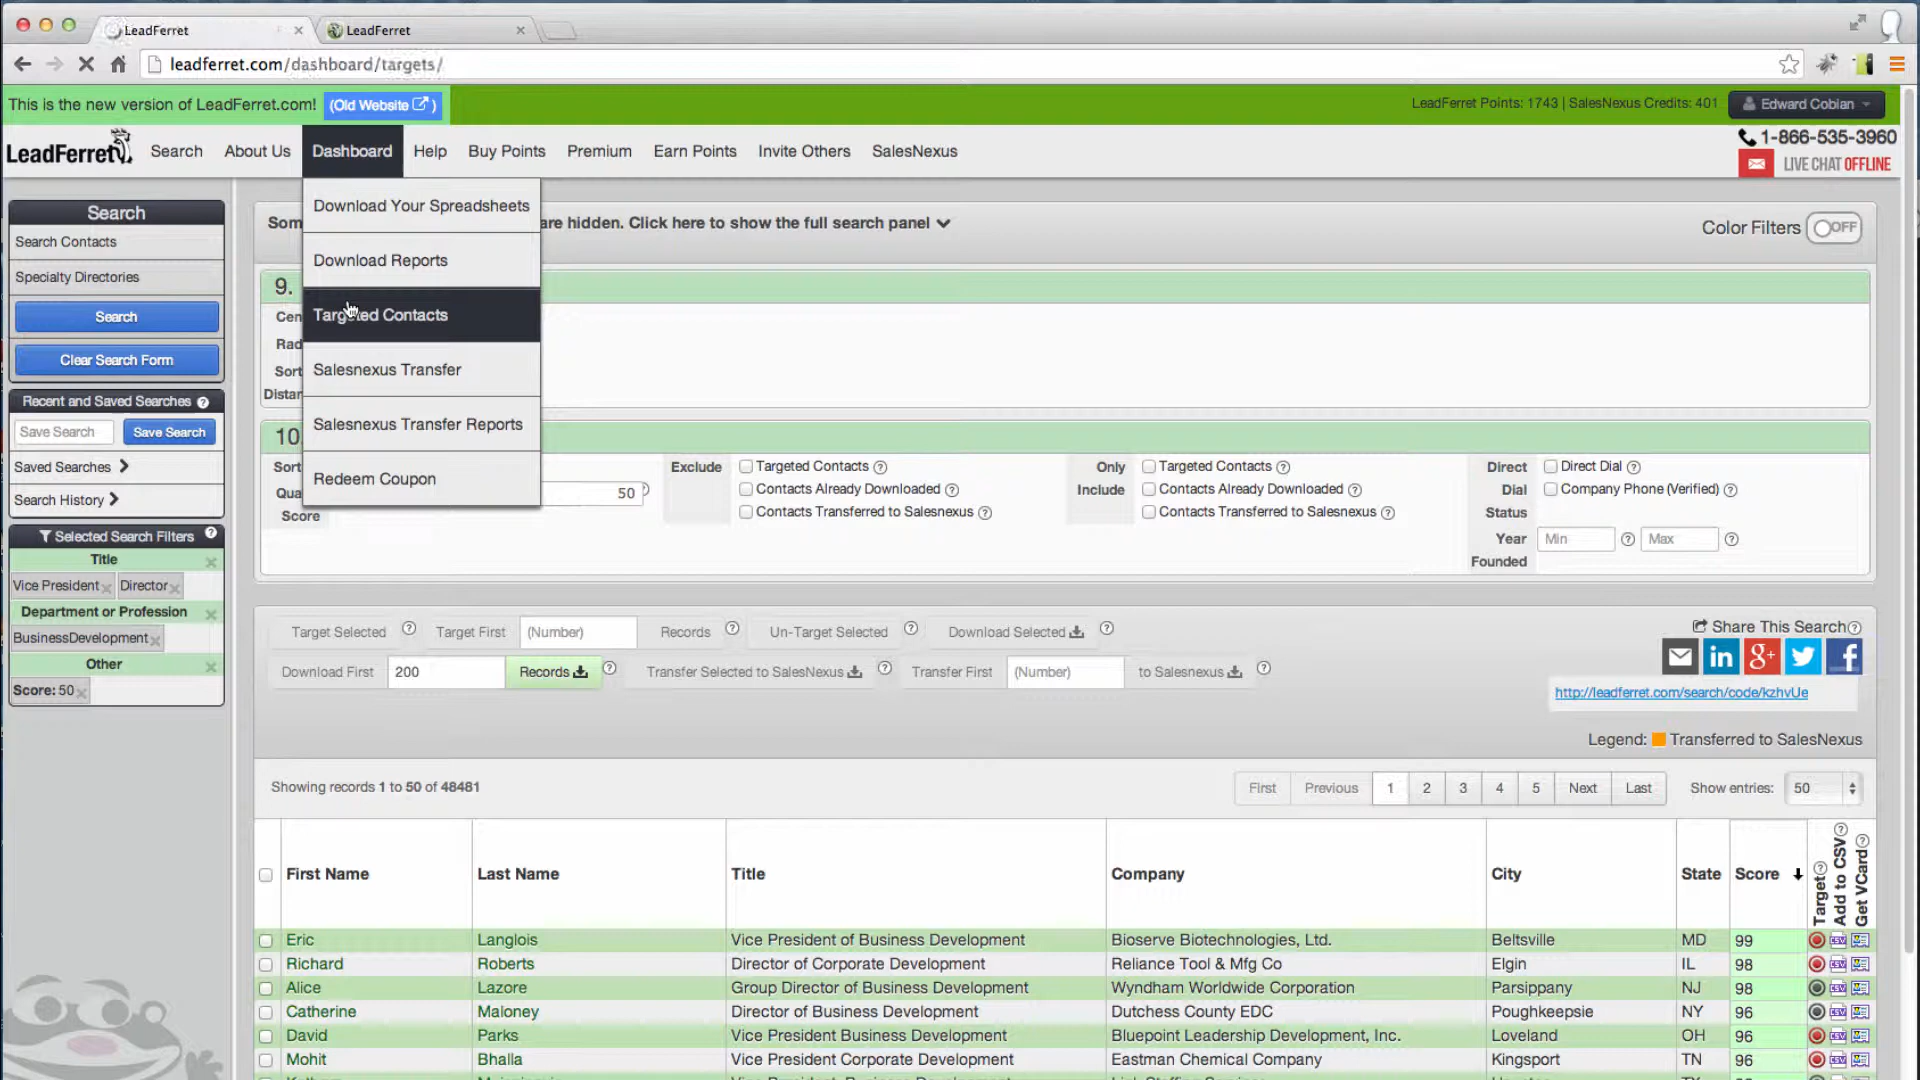 LeadFerret
LeadFerret
leadferret.com/dashboard/targets/
This is the new version of LeadFerret.com! (Old Website )
LeadFerret Points: 1743 | SalesNexus Credits: 401 Edward Cobian
LeadFerret Search About Us Dashboard Help Buy Points Premium Earn Points Invite Others SalesNexus
1-866-535-3960
LIVE CHAT OFFLINE
Download Your Spreadsheets
Download Reports
Targeted Contacts
Salesnexus Transfer
Salesnexus Transfer Reports
Redeem Coupon
Search
Search Contacts
Specialty Directories
Search
Clear Search Form
Recent and Saved Searches ?
Save Search Save Search
Saved Searches
Search History
Selected Search Filters ?
Title
Vice President Director
Department or Profession
BusinessDevelopment
Other
Score: 50
Som are hidden. Click here to show the full search panel
Color Filters OFF
9.
Cen
Rad
Sort
Distan
10
Sort
Qua 50
Score
Exclude Targeted Contacts ?
Contacts Already Downloaded ?
Contacts Transferred to Salesnexus ?
Only Include Targeted Contacts ?
Contacts Already Downloaded ?
Contacts Transferred to Salesnexus ?
Direct Dial Status Direct Dial ?
Company Phone (Verified) ?
Year Founded Min ? Max ?
Target Selected ? Target First (Number) Records ? Un-Target Selected ? Download Selected ?
Download First 200 Records ? Transfer Selected to SalesNexus ? Transfer First (Number) to Salesnexus ?
Share This Search ?
http://leadferret.com/search/code/kzhvUe
Legend: Transferred to SalesNexus
Showing records 1 to 50 of 48481
First Previous 1 2 3 4 5 Next Last Show entries: 50
First Name Last Name Title Company City State Score Target ? Add to CSV ? Get VCard ?
Eric Langlois Vice President of Business Development Bioserve Biotechnologies, Ltd. Beltsville MD 99
Richard Roberts Director of Corporate Development Reliance Tool & Mfg Co Elgin IL 98
Alice Lazore Group Director of Business Development Wyndham Worldwide Corporation Parsippany NJ 98
Catherine Maloney Director of Business Development Dutchess County EDC Poughkeepsie NY 96
David Parks Vice President Business Development Bluepoint Leadership Development, Inc. Loveland OH 96
Mohit Bhalla Vice President Corporate Development Eastman Chemical Company Kingsport TN 96